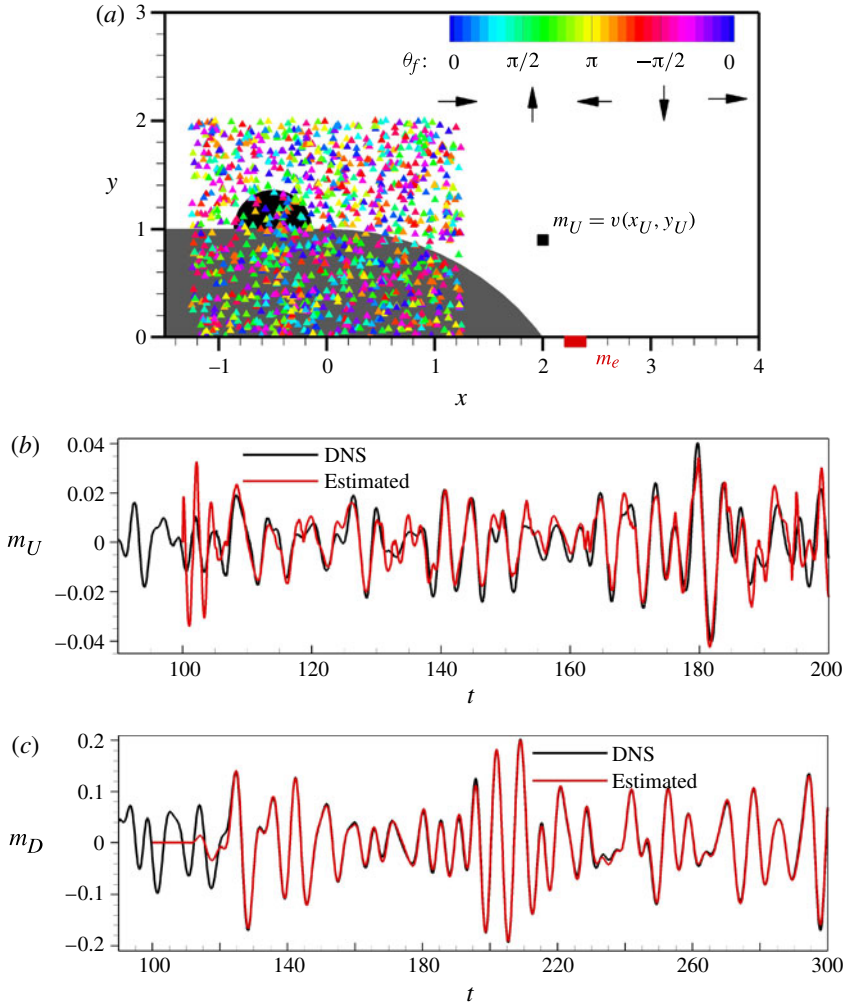 (a)
3
2
1
0
y
θ_f: 0 π/2 π −π/2 0
m_U = v(x_U, y_U)
m_e
−1 0 1 2 3 4
x
(b)
0.04
0.02
0
−0.02
−0.04
m_U
DNS
Estimated
100 120 140 160 180 200
t
(c)
0.2
0.1
0
−0.1
−0.2
m_D
DNS
Estimated
100 140 180 220 260 300
t